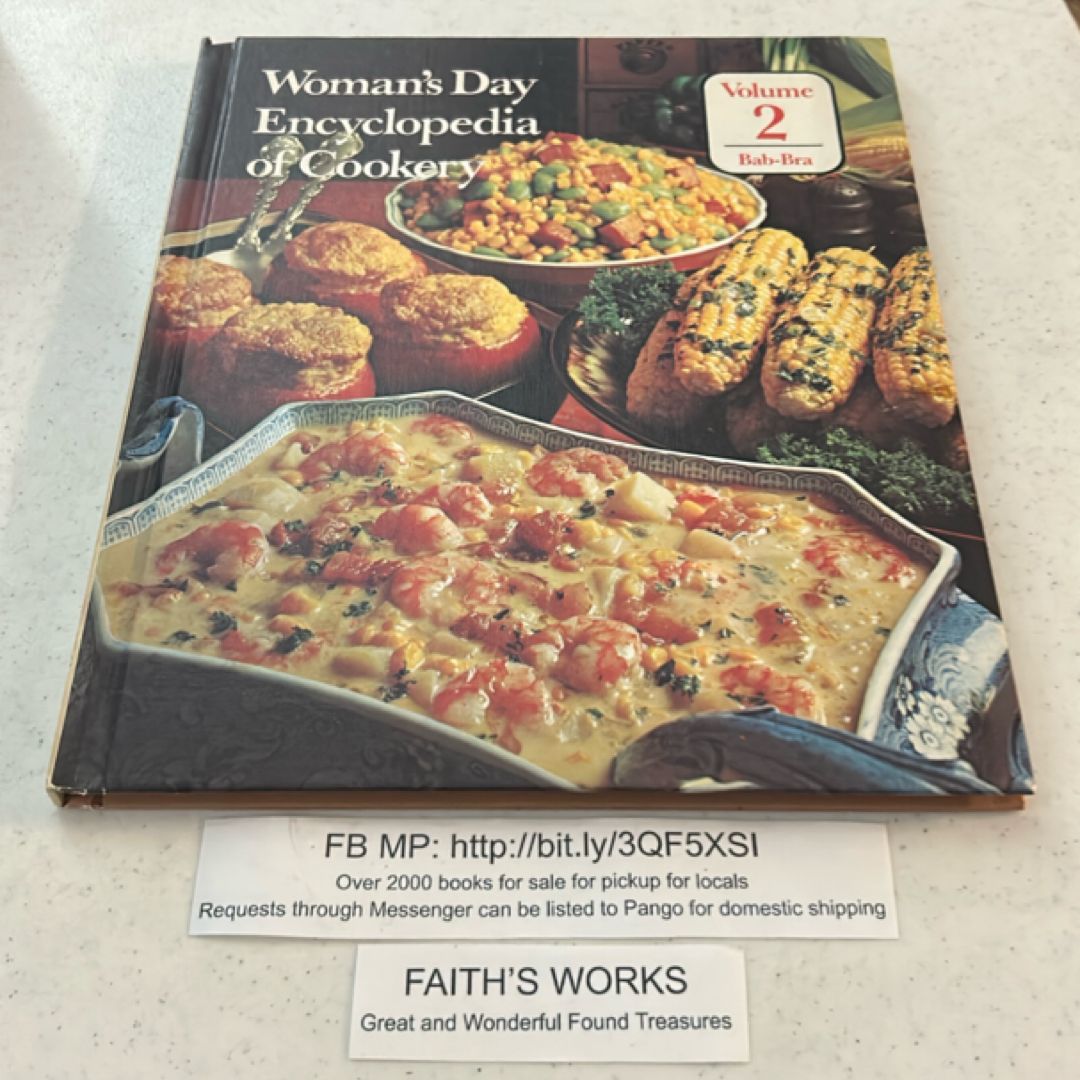 Woman's Day
Encyclopedia
of Cookery
Volume
2
Bab-Bra
FB MP: http://bit.ly/3QF5XSI
Over 2000 books for sale for pickup for locals
Requests through Messenger can be listed to Pango for domestic shipping
FAITH'S WORKS
Great and Wonderful Found Treasures